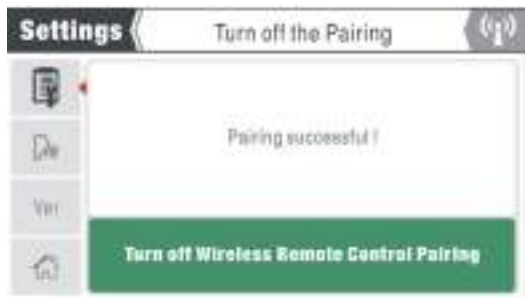 Settings
Turn off the Pairing
Pairing successful !
Ver
Turn off Wireless Remote Control Pairing